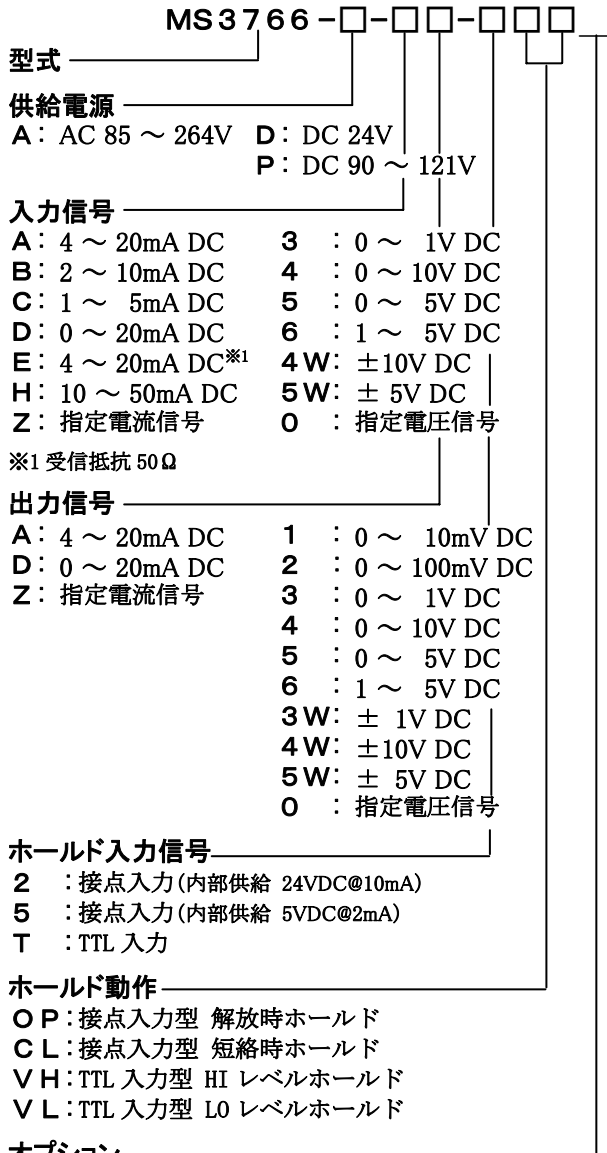 MS3766-□-□□-□□□
型式
供給電源
A: AC 85 ～ 264V D: DC 24V
P: DC 90 ～ 121V
入力信号
A: 4 ～ 20mA DC 3 : 0 ～ 1V DC
B: 2 ～ 10mA DC 4 : 0 ～ 10V DC
C: 1 ～ 5mA DC 5 : 0 ～ 5V DC
D: 0 ～ 20mA DC 6 : 1 ～ 5V DC
E: 4 ～ 20mA DC※1 4W: ±10V DC
H: 10 ～ 50mA DC 5W: ± 5V DC
Z: 指定電流信号 0 : 指定電圧信号
※1 受信抵抗 50Ω
出力信号
A: 4 ～ 20mA DC 1 : 0 ～ 10mV DC
D: 0 ～ 20mA DC 2 : 0 ～ 100mV DC
Z: 指定電流信号 3 : 0 ～ 1V DC
4 : 0 ～ 10V DC
5 : 0 ～ 5V DC
6 : 1 ～ 5V DC
3W: ± 1V DC
4W: ±10V DC
5W: ± 5V DC
0 : 指定電圧信号
ホールド入力信号
2 :接点入力(内部供給 24VDC@10mA)
5 :接点入力(内部供給 5VDC@2mA)
T :TTL 入力
ホールド動作
OP:接点入力型 解放時ホールド
CL:接点入力型 短絡時ホールド
VH:TTL 入力型 HI レベルホールド
VL:TTL 入力型 LO レベルホールド
オプション